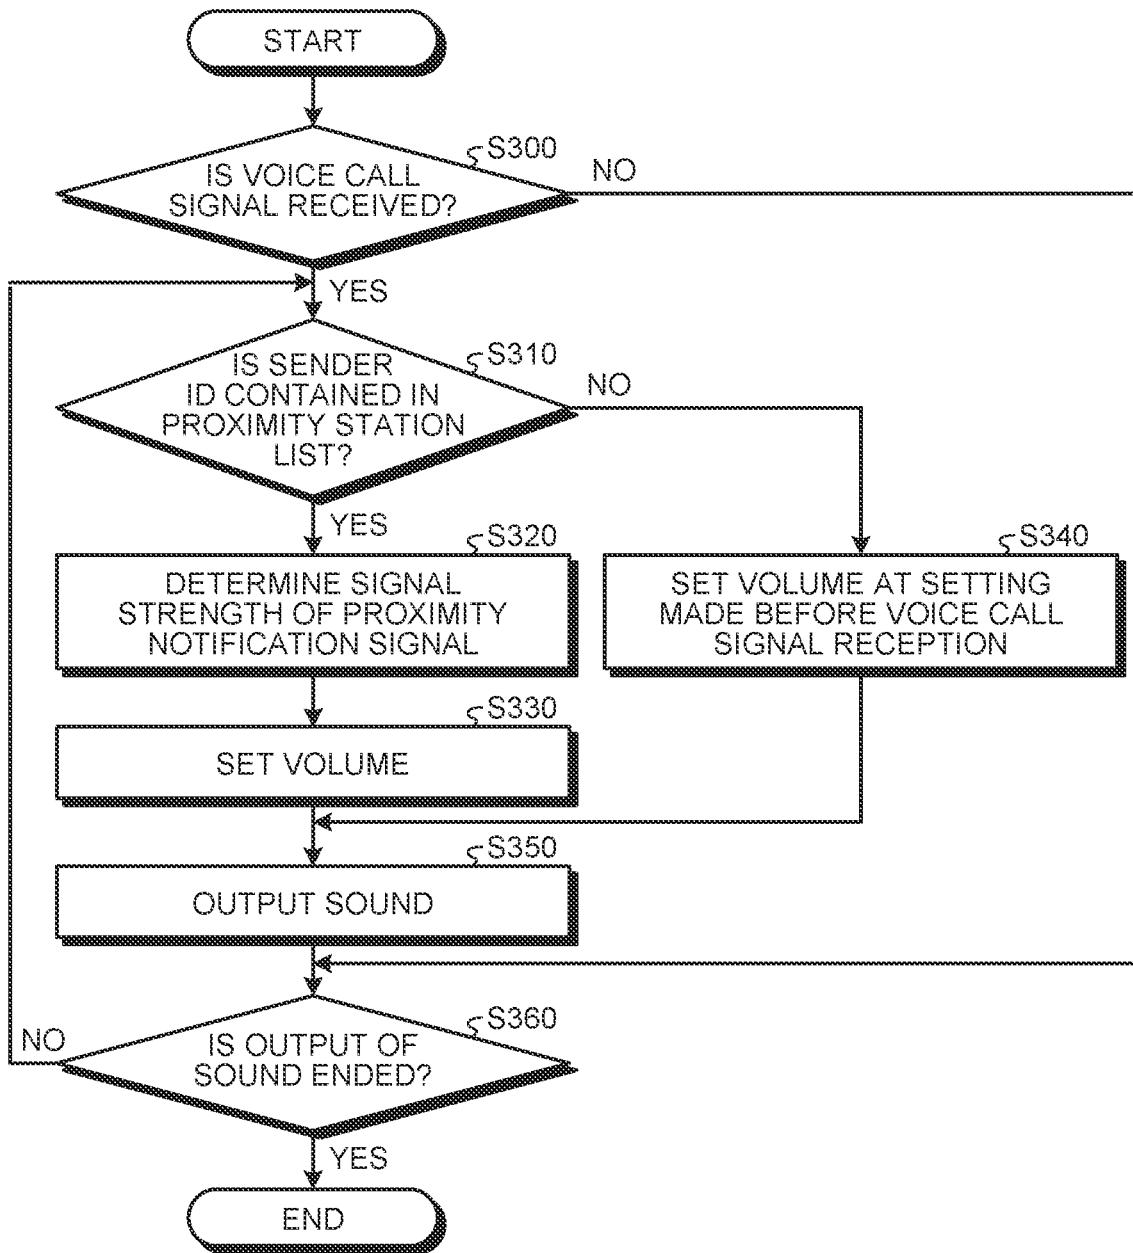 START
S300
IS VOICE CALL
SIGNAL RECEIVED?
NO
YES
S310
IS SENDER
ID CONTAINED IN
PROXIMITY STATION
LIST?
NO
YES
S320
DETERMINE SIGNAL
STRENGTH OF PROXIMITY
NOTIFICATION SIGNAL
S340
SET VOLUME AT SETTING
MADE BEFORE VOICE CALL
SIGNAL RECEPTION
S330
SET VOLUME
S350
OUTPUT SOUND
S360
IS OUTPUT OF
SOUND ENDED?
NO
YES
END